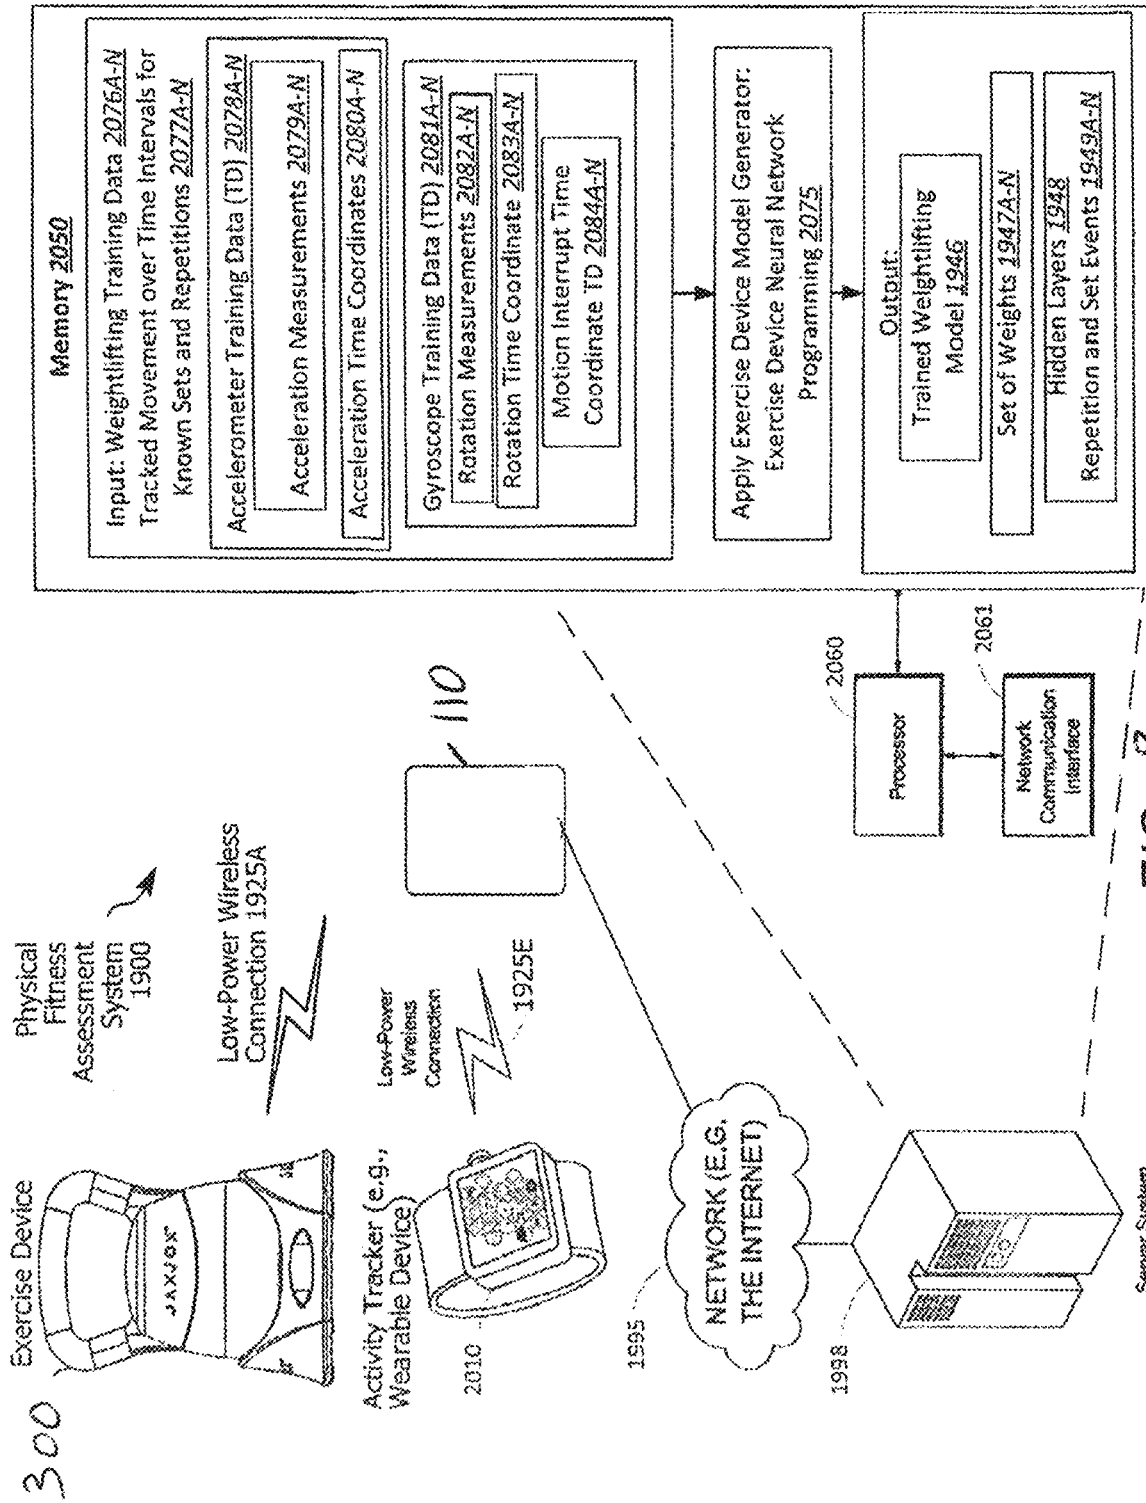 300
Exercise Device
JAXJOX
Physical
Fitness
Assessment
System
1900
Low-Power Wireless
Connection 1925A
Activity Tracker (e.g.,
Wearable Device)
2010
Low-Power
Wireless
Connection
1925E
110
1995
NETWORK (E.G.
THE INTERNET)
1998
Server System
Processor
2060
Network
Communication
Interface
2061
Memory 2050
Input: Weightlifting Training Data 2076A-N
Tracked Movement over Time Intervals for
Known Sets and Repetitions 2077A-N
Accelerometer Training Data (TD) 2078A-N
Acceleration Measurements 2079A-N
Acceleration Time Coordinates 2080A-N
Gyroscope Training Data (TD) 2081A-N
Rotation Measurements 2082A-N
Rotation Time Coordinate 2083A-N
Motion Interrupt Time
Coordinate TD 2084A-N
Apply Exercise Device Model Generator:
Exercise Device Neural Network
Programming 2075
Output:
Trained Weightlifting
Model 1946
Set of Weights 1947A-N
Hidden Layers 1948
Repetition and Set Events 1949A-N